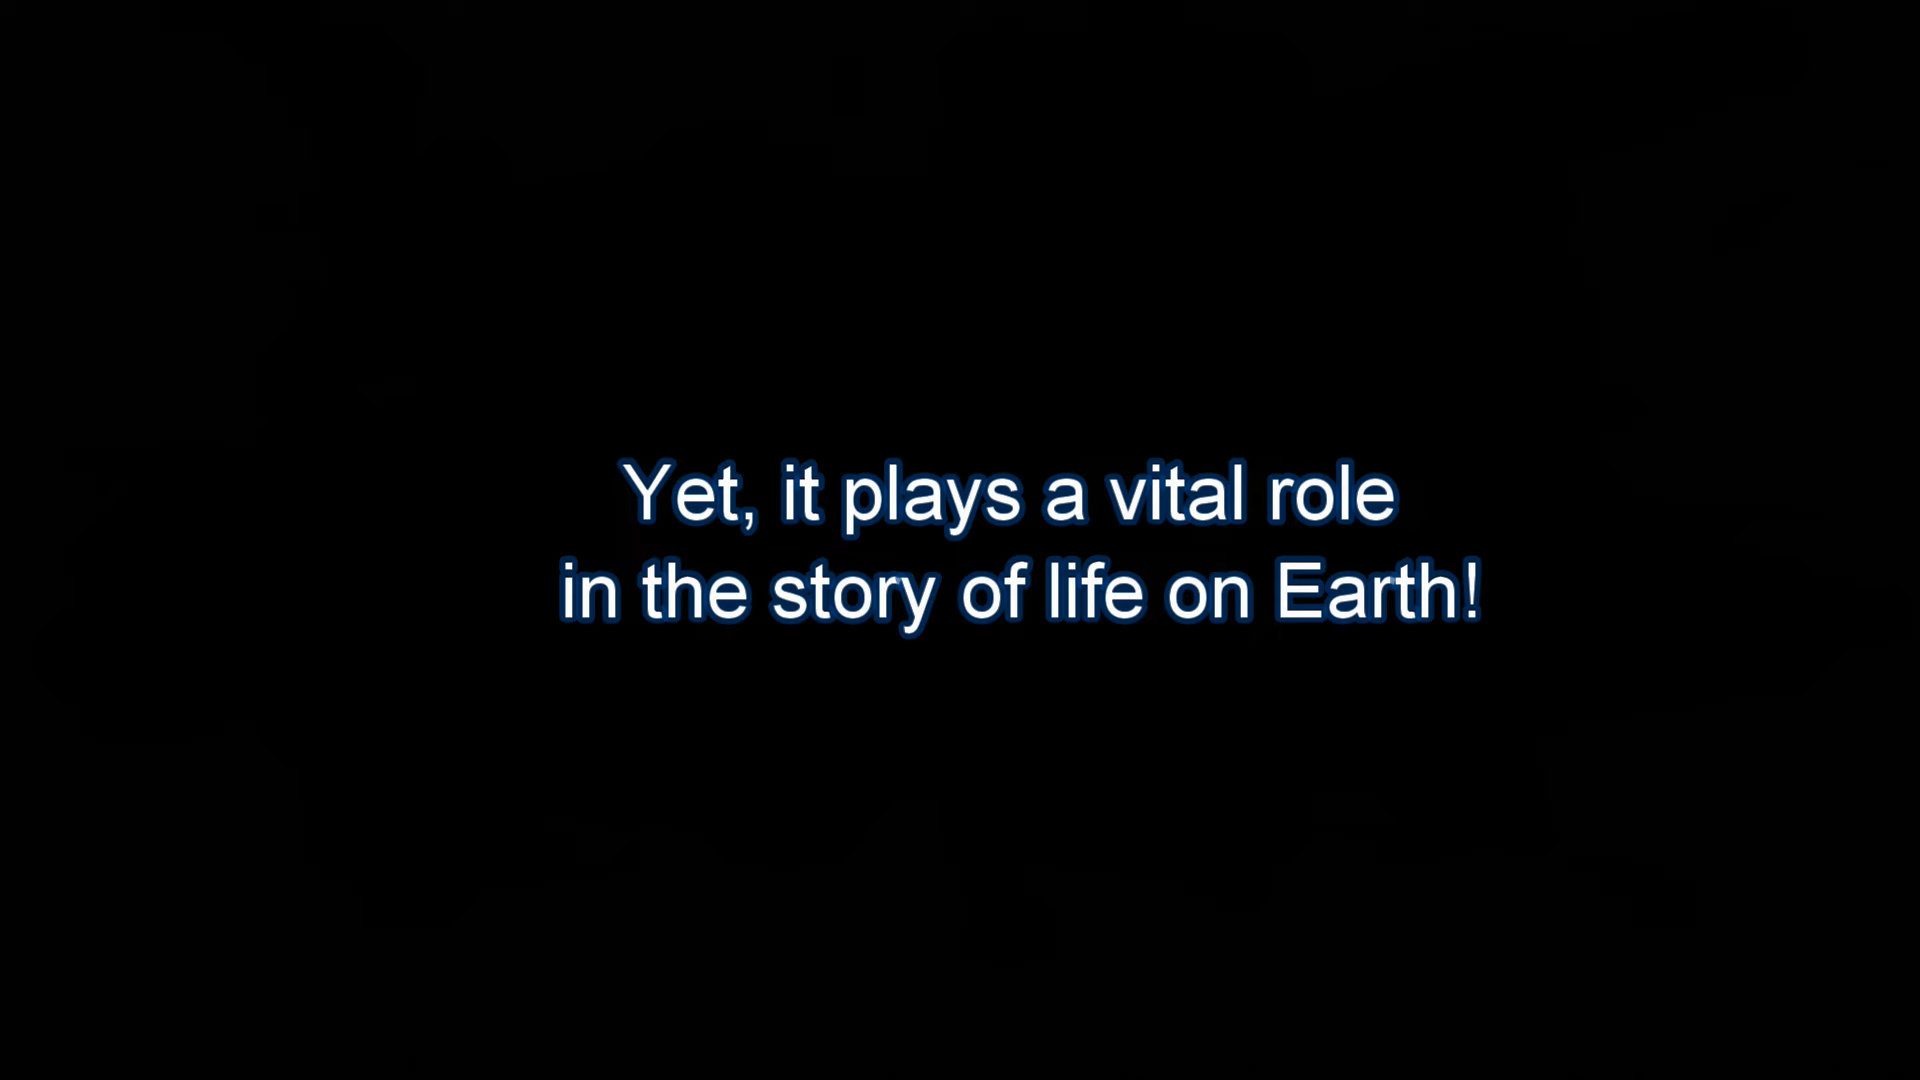 Yet, it plays a vital role
in the story of life on Earth!